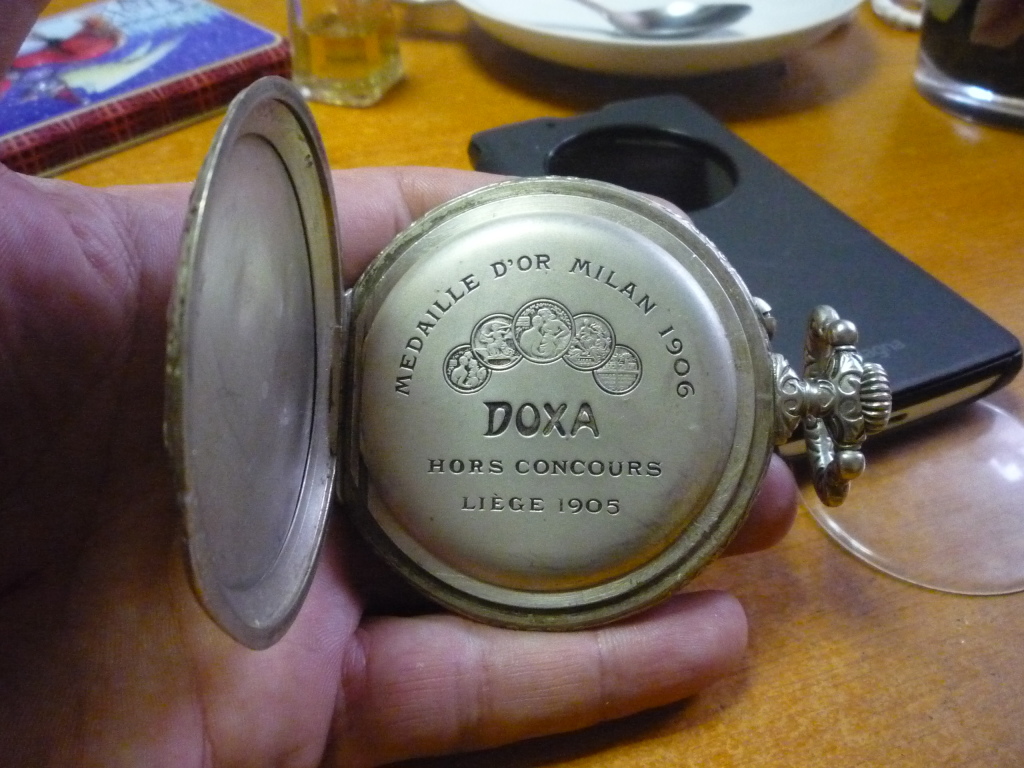 MEDAILLE D'OR MILAN 1906
DOXA
HORS CONCOURS
LIÈGE 1905